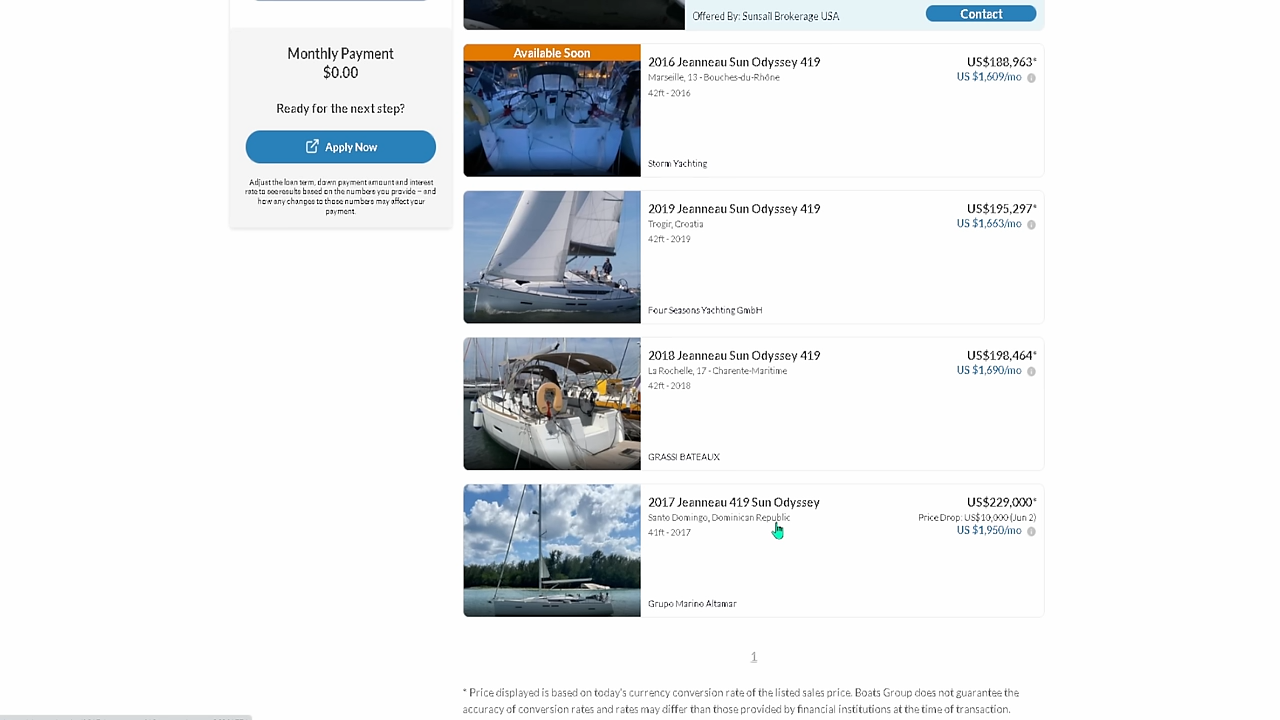 Offered By: Sunsail Brokerage USA
Contact
Monthly Payment
$0.00
Ready for the next step?
Apply Now
Adjust the loan term, down payment amount and interest
rate to see results based on the numbers you provide – and
how any changes to those numbers may affect your
payment.
Available Soon
2016 Jeanneau Sun Odyssey 419
US$188,963*
Marseille, 13 - Bouches-du-Rhône
US $1,609/mo
42ft - 2016
Storm Yachting
2019 Jeanneau Sun Odyssey 419
US$195,297*
Trogir, Croatia
US $1,663/mo
42ft - 2019
Four Seasons Yachting GmbH
2018 Jeanneau Sun Odyssey 419
US$198,464*
La Rochelle, 17 - Charente-Maritime
US $1,690/mo
42ft - 2018
GRASSI BATEAUX
2017 Jeanneau 419 Sun Odyssey
US$229,000*
Santo Domingo, Dominican Republic
Price Drop: US$10,000 (Jun 2)
41ft - 2017
US $1,950/mo
Grupo Marino Altamar
1
* Price displayed is based on today's currency conversion rate of the listed sales price. Boats Group does not guarantee the
accuracy of conversion rates and rates may differ than those provided by financial institutions at the time of transaction.